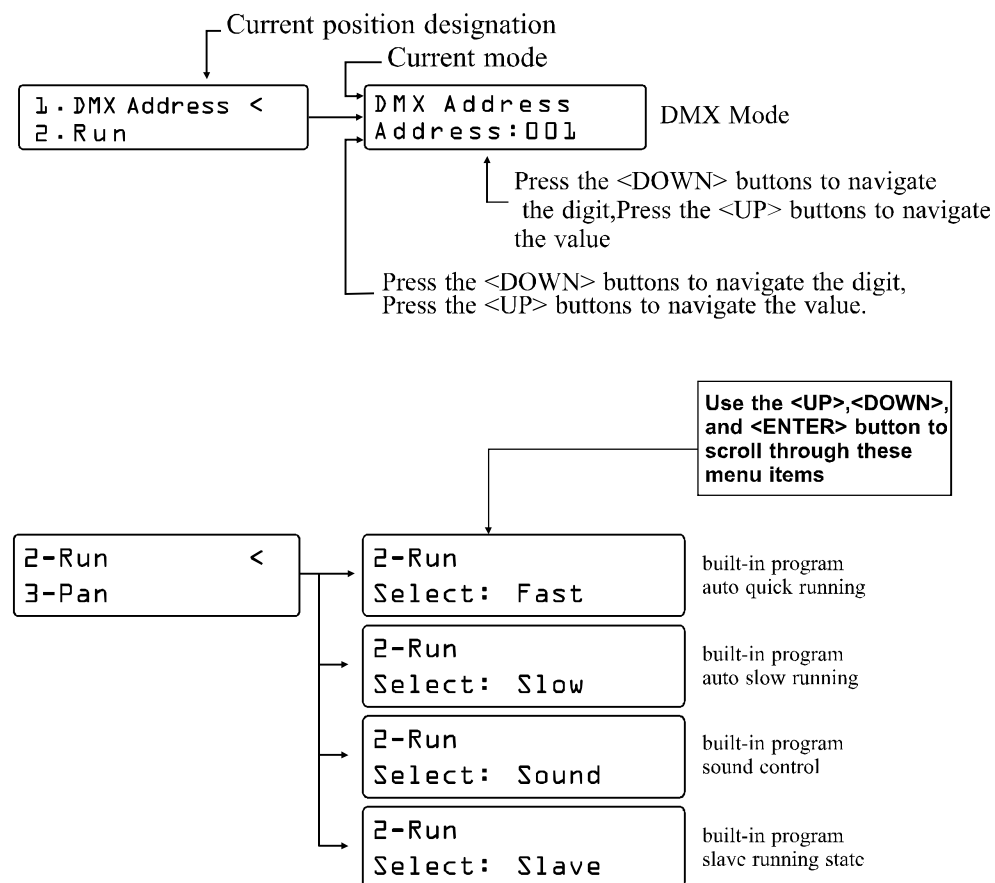 Current position designation
Current mode
1.DMX Address <
2.Run
DMX Address
Address:001
DMX Mode
Press the <DOWN> buttons to navigate
the digit,Press the <UP> buttons to navigate
the value
Press the <DOWN> buttons to navigate the digit,
Press the <UP> buttons to navigate the value.
Use the <UP>,<DOWN>,
and <ENTER> button to
scroll through these
menu items
2-Run <
3-Pan
2-Run
Select: Fast
built-in program
auto quick running
2-Run
Select: Slow
built-in program
auto slow running
2-Run
Select: Sound
built-in program
sound control
2-Run
Select: Slave
built-in program
slave running state